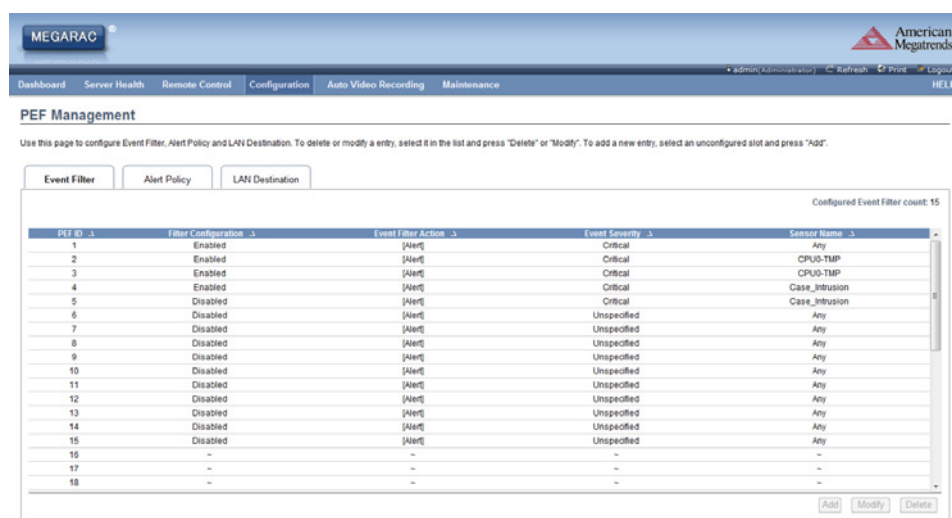 MEGARAC ®
American Megatrends
• admin(Administrator) Refresh Print Logou
Dashboard Server Health Remote Control Configuration Auto Video Recording Maintenance HEL
PEF Management
Use this page to configure Event Filter, Alert Policy and LAN Destination. To delete or modify a entry, select it in the list and press "Delete" or "Modify". To add a new entry, select an unconfigured slot and press "Add".
Event Filter Alert Policy LAN Destination
Configured Event Filter count: 15
PEF ID Filter Configuration Event Filter Action Event Severity Sensor Name
1 Enabled [Alert] Critical Any
2 Enabled [Alert] Critical CPU0-TMP
3 Enabled [Alert] Critical CPU0-TMP
4 Enabled [Alert] Critical Case_Intrusion
5 Disabled [Alert] Critical Case_Intrusion
6 Disabled [Alert] Unspecified Any
7 Disabled [Alert] Unspecified Any
8 Disabled [Alert] Unspecified Any
9 Disabled [Alert] Unspecified Any
10 Disabled [Alert] Unspecified Any
11 Disabled [Alert] Unspecified Any
12 Disabled [Alert] Unspecified Any
13 Disabled [Alert] Unspecified Any
14 Disabled [Alert] Unspecified Any
15 Disabled [Alert] Unspecified Any
16 ~ ~ ~ ~
17 ~ ~ ~ ~
18 ~ ~ ~ ~
Add Modify Delete